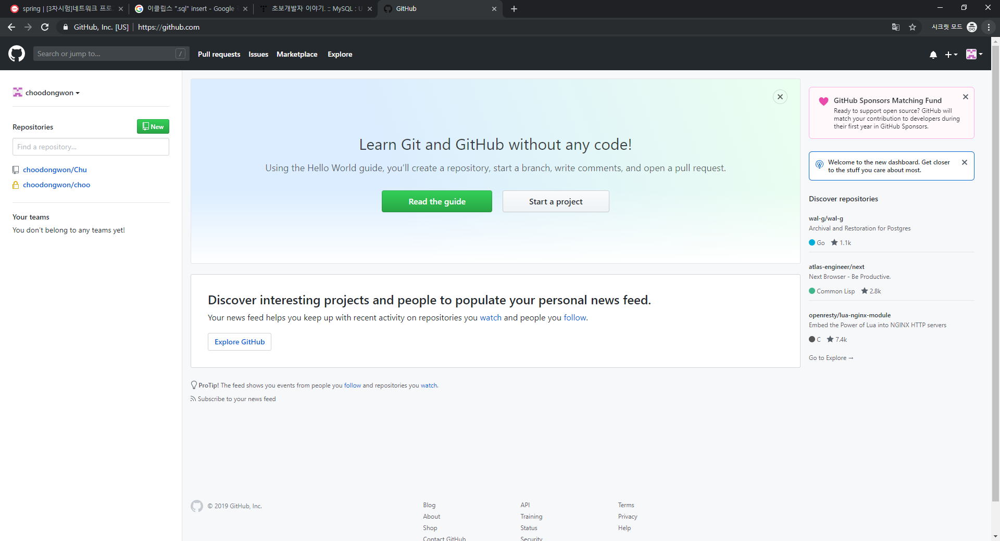 spring | [3차시험]네트워크 프로
이클립스 ".sql" insert - Google
초보개발자 이야기. :: MySQL : U
GitHub
GitHub, Inc. [US]
https://github.com
시크릿 모드
Search or jump to...
/
Pull requests
Issues
Marketplace
Explore
choodongwon
Repositories
New
Find a repository...
choodongwon/Chu
choodongwon/choo
Your teams
You don't belong to any teams yet!
Learn Git and GitHub without any code!
Using the Hello World guide, you'll create a repository, start a branch, write comments, and open a pull request.
Read the guide
Start a project
Discover interesting projects and people to populate your personal news feed.
Your news feed helps you keep up with recent activity on repositories you watch and people you follow.
Explore GitHub
ProTip! The feed shows you events from people you follow and repositories you watch.
Subscribe to your news feed
GitHub Sponsors Matching Fund
Ready to support open source? GitHub will
match your contribution to developers during
their first year in GitHub Sponsors.
Welcome to the new dashboard. Get closer
to the stuff you care about most.
Discover repositories
wal-g/wal-g
Archival and Restoration for Postgres
Go 1.1k
atlas-engineer/next
Next Browser - Be Productive.
Common Lisp 2.8k
openresty/lua-nginx-module
Embed the Power of Lua into NGINX HTTP servers
C 7.4k
Go to Explore →
© 2019 GitHub, Inc.
Blog
About
Shop
Contact GitHub
API
Training
Status
Security
Terms
Privacy
Help